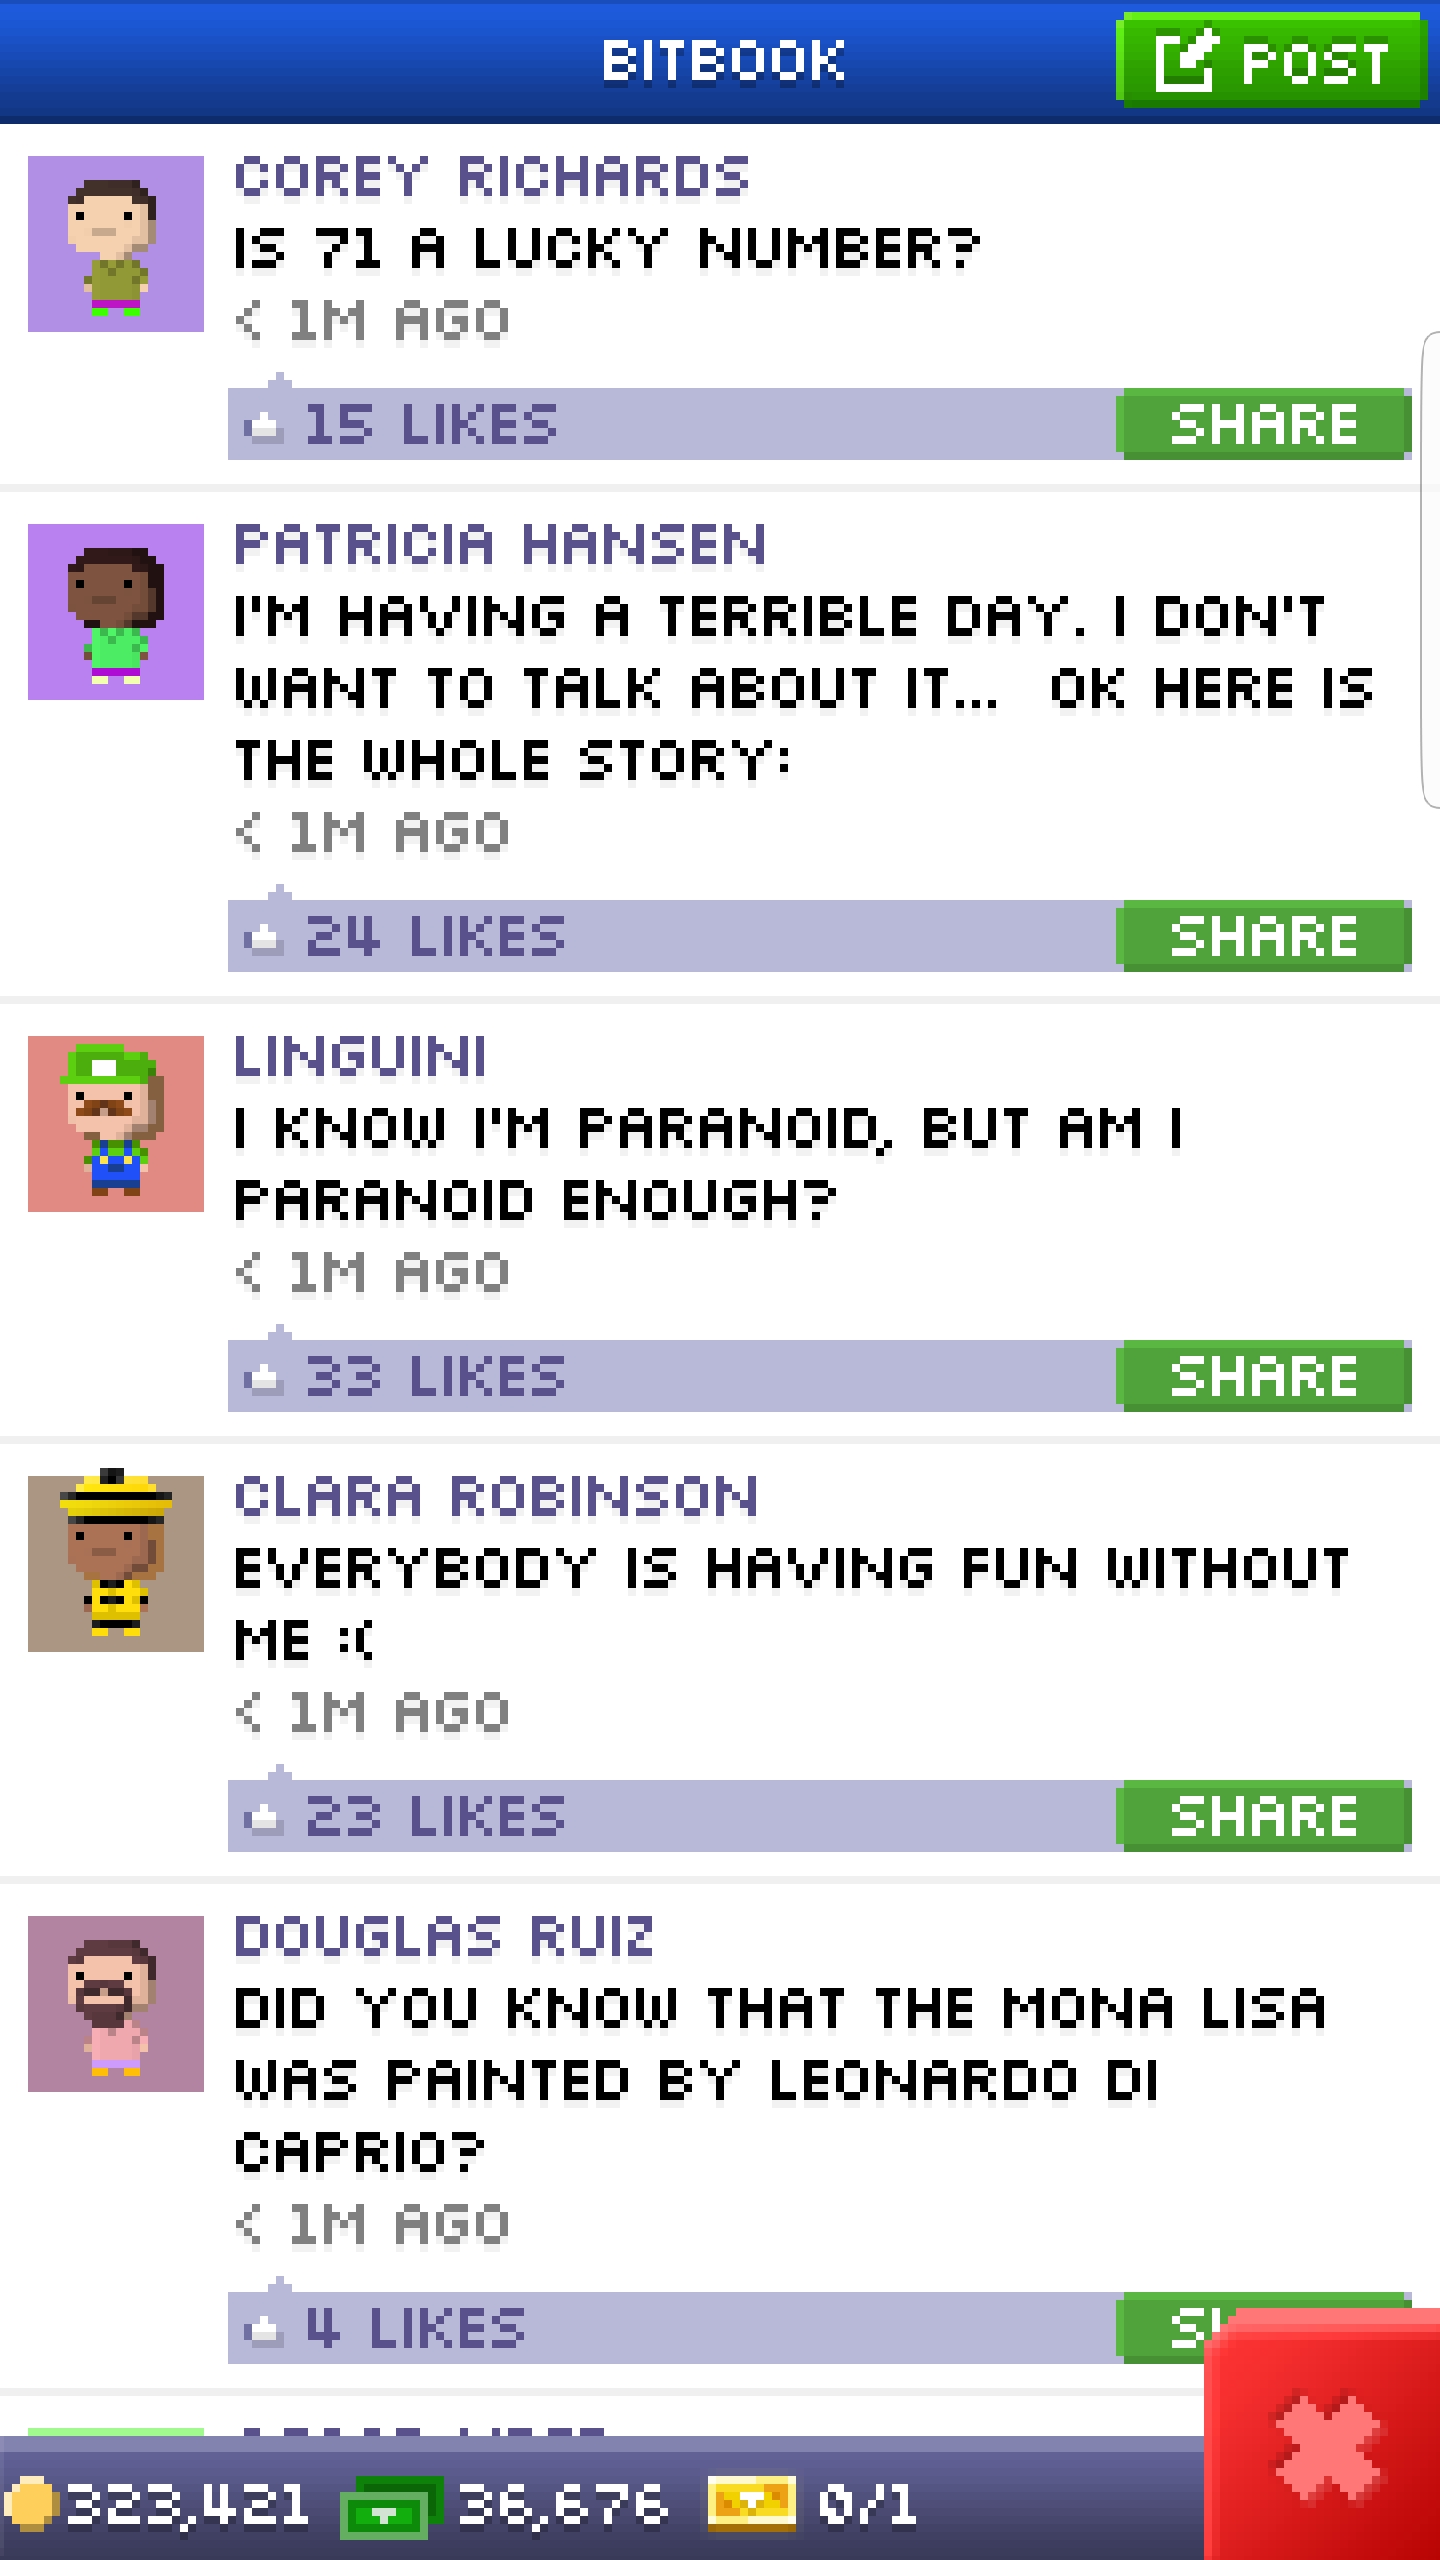 BITBOOK
POST
COREY RICHARDS
IS 71 A LUCKY NUMBER?
< 1M AGO
15 LIKES
SHARE
PATRICIA HANSEN
I'M HAVING A TERRIBLE DAY. I DON'T
WANT TO TALK ABOUT IT...  OK HERE IS
THE WHOLE STORY:
< 1M AGO
24 LIKES
SHARE
LINGUINI
I KNOW I'M PARANOID, BUT AM I
PARANOID ENOUGH?
< 1M AGO
33 LIKES
SHARE
CLARA ROBINSON
EVERYBODY IS HAVING FUN WITHOUT
ME :(
< 1M AGO
23 LIKES
SHARE
DOUGLAS RUIZ
DID YOU KNOW THAT THE MONA LISA
WAS PAINTED BY LEONARDO DI
CAPRIO?
< 1M AGO
4 LIKES
323,421 36,676 0/1